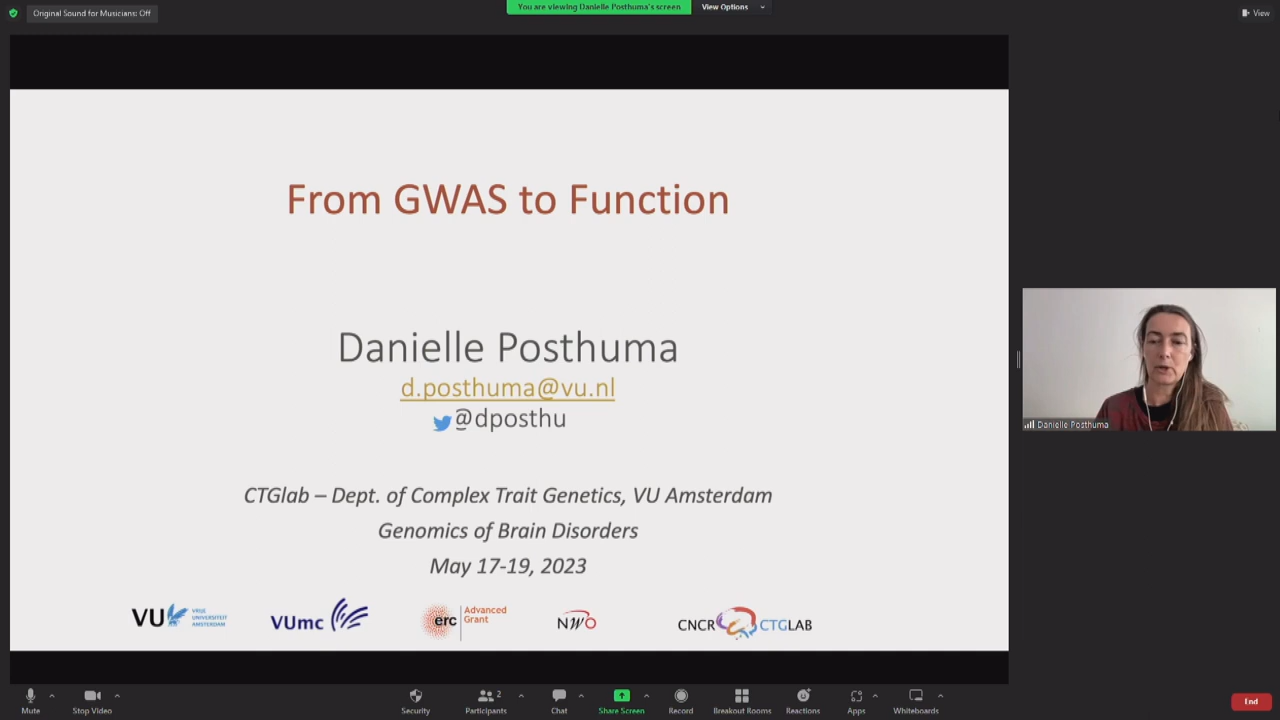 Original Sound for Musicians: Off
You are viewing Danielle Posthuma's screen
View Options
View
From GWAS to Function
Danielle Posthuma
d.posthuma@vu.nl
@dposthu
CTGlab – Dept. of Complex Trait Genetics, VU Amsterdam
Genomics of Brain Disorders
May 17-19, 2023
VU VRIJE UNIVERSITEIT AMSTERDAM
VUmc
erc Advanced Grant
NWO
CNCR CTGLAB
Danielle Posthuma
Mute
Stop Video
Security
2
Participants
Chat
Share Screen
Record
Breakout Rooms
Reactions
Apps
Whiteboards
End